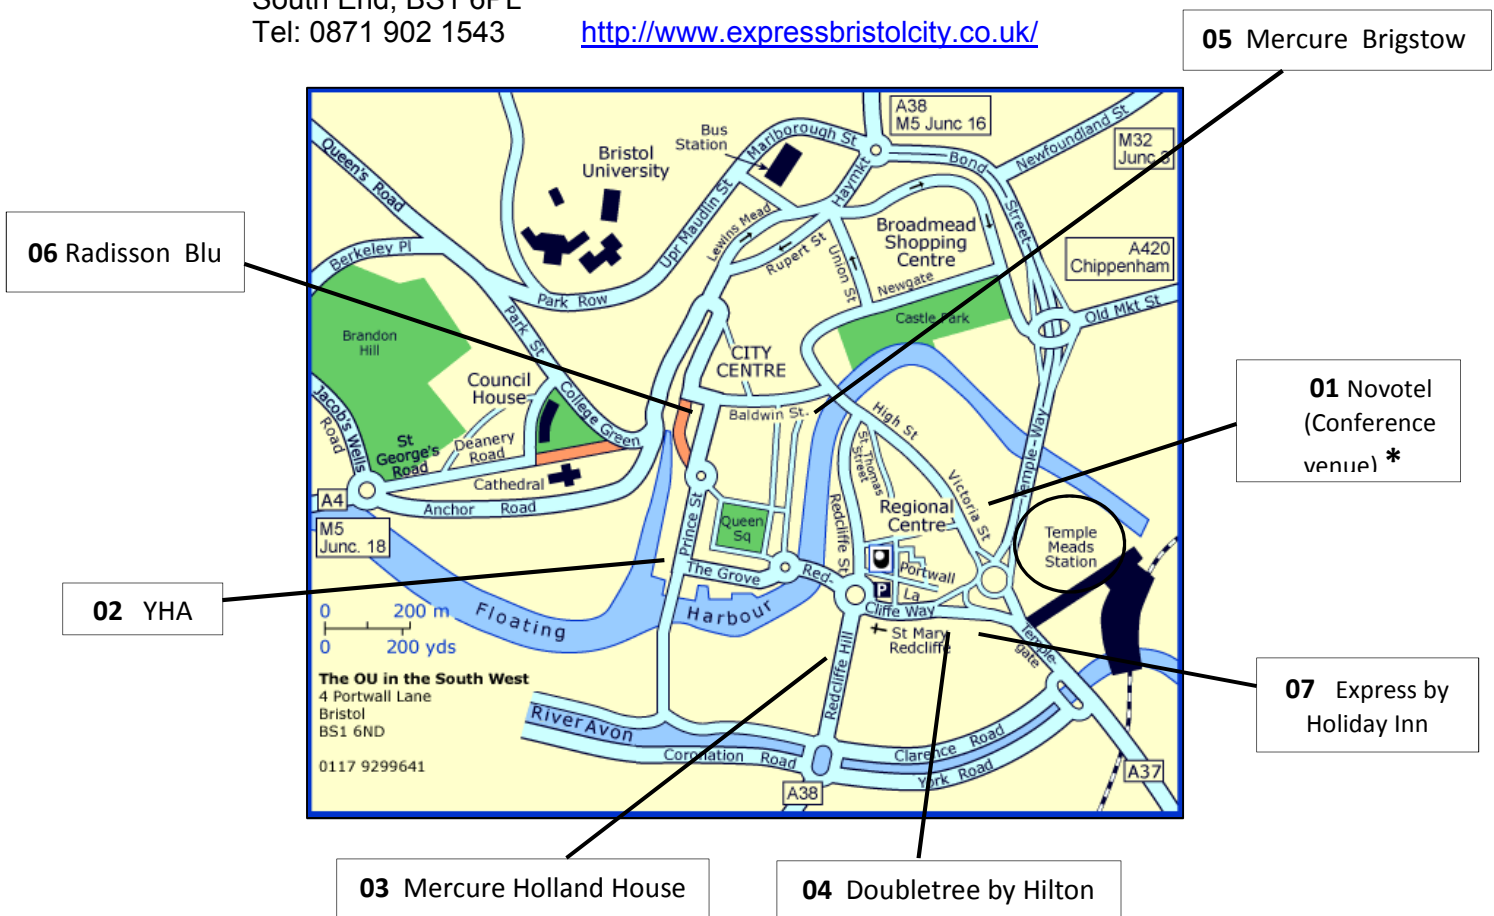 South End, BS1 6PL
Tel: 0871 902 1543 http://www.expressbristolcity.co.uk/
05 Mercure Brigstow
A38
M5 Junc 16
Bus
Station
Marlborough St
Bond
Street
Newfoundland St
M32
Junc 3
Queen's Road
Bristol
University
Haymkt
Upr Maudlin St
Lewins Mead
Rupert St
Union St
Broadmead
Shopping
Centre
Newgate
A420
Chippenham
06 Radisson Blu
Berkeley Pl
Park Row
Park St
Castle Park
Old Mkt St
Brandon
Hill
CITY
CENTRE
Council
House
College Green
Baldwin St.
High St
Temple Way
01 Novotel
(Conference
venue) *
Jacob's Wells
Road
St
George's
Road
Deanery
Road
St. Thomas
Street
Victoria St
Cathedral
A4
Anchor Road
M5
Junc. 18
Prince St
Queen
Sq
Redcliffe St
Regional
Centre
Temple
Meads
Station
The Grove
Red-
Cliffe Way
Portwall
La
P
02 YHA
0 200 m
0 200 yds
Floating
Harbour
St Mary
Redcliffe
Temple-
gate
The OU in the South West
4 Portwall Lane
Bristol
BS1 6ND
0117 9299641
Redcliffe Hill
River Avon
Coronation Road
Clarence Road
York Road
A38
A37
07 Express by
Holiday Inn
03 Mercure Holland House
04 Doubletree by Hilton